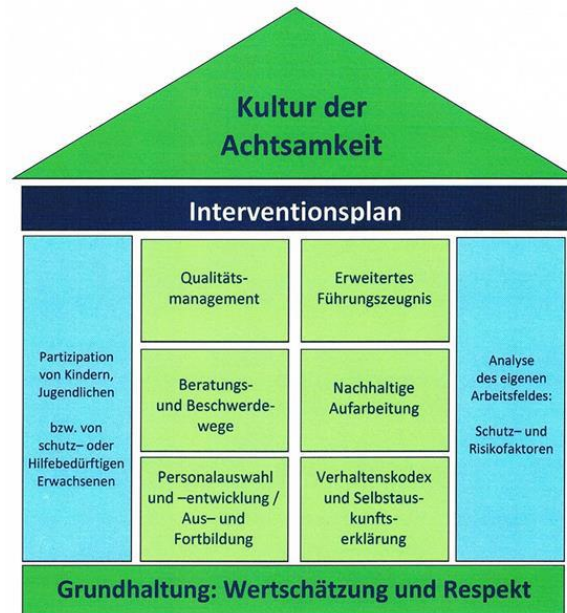 Kultur der
Achtsamkeit
Interventionsplan
Partizipation
von Kindern,
Jugendlichen
bzw. von
schutz– oder
Hilfebedürftigen
Erwachsenen
Qualitäts-
management
Erweitertes
Führungszeugnis
Beratungs-
und Beschwerde-
wege
Nachhaltige
Aufarbeitung
Personalauswahl
und –entwicklung /
Aus– und
Fortbildung
Verhaltenskodex
und Selbstaus-
kunfts-
erklärung
Analyse
des eigenen
Arbeitsfeldes:
Schutz– und
Risikofaktoren
Grundhaltung: Wertschätzung und Respekt